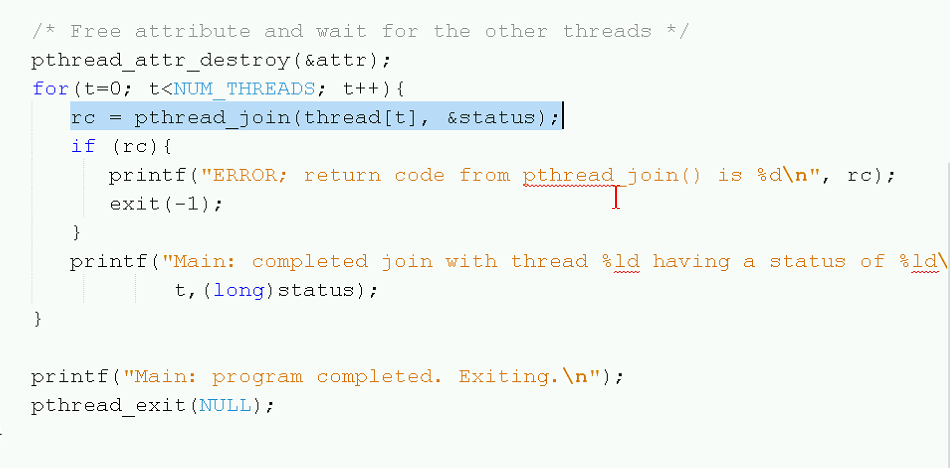 /* Free attribute and wait for the other threads */
pthread_attr_destroy(&attr);
for(t=0; t<NUM_THREADS; t++){
rc = pthread_join(thread[t], &status);
if (rc){
printf("ERROR; return code from pthread_join() is %d\n", rc);
exit(-1);
}
printf("Main: completed join with thread %ld having a status of %ld\
t,(long)status);
}
printf("Main: program completed. Exiting.\n");
pthread_exit(NULL);